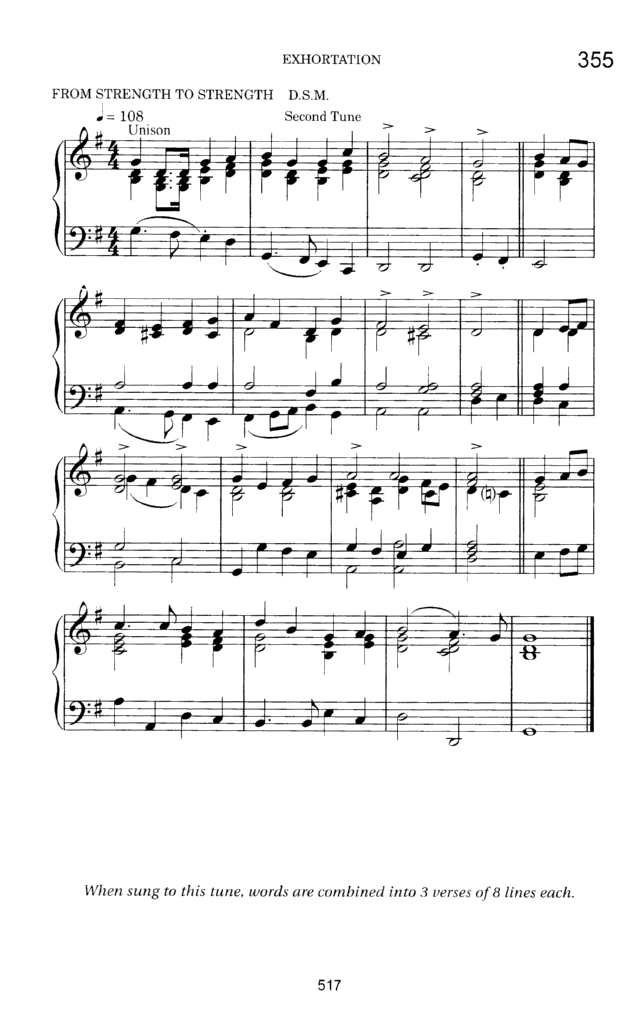 EXHORTATION 355
FROM STRENGTH TO STRENGTH D.S.M.
♩ = 108 Second Tune
Unison
When sung to this tune, words are combined into 3 verses of 8 lines each.
517